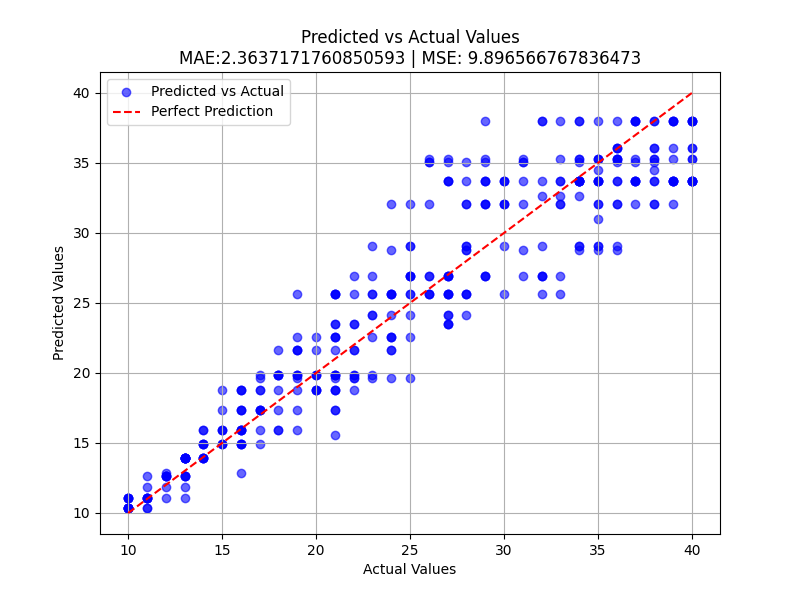 Predicted vs Actual Values
MAE:2.3637171760850593 | MSE: 9.896566767836473
Predicted vs Actual
Perfect Prediction
40
35
30
25
20
15
10
Predicted Values
10 15 20 25 30 35 40
Actual Values